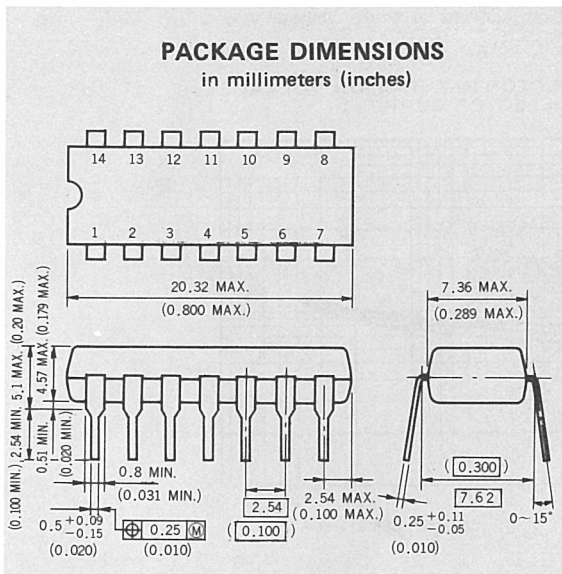 PACKAGE DIMENSIONS
in millimeters (inches)
14 13 12 11 10 9 8
1 2 3 4 5 6 7
20.32 MAX.
(0.800 MAX.)
7.36 MAX.
(0.289 MAX.)
5.1 MAX. (0.20 MAX.)
4.57 MAX. (0.179 MAX.)
2.54 MIN.
(0.100 MIN.)
0.51 MIN.
(0.020 MIN.)
0.8 MIN.
(0.031 MIN.)
0.5 +0.09 -0.15
(0.020)
⌖ 0.25 Ⓜ
(0.010)
2.54
(0.100)
2.54 MAX.
(0.100 MAX.)
(0.300)
7.62
0.25 +0.11 -0.05
(0.010)
0~15°